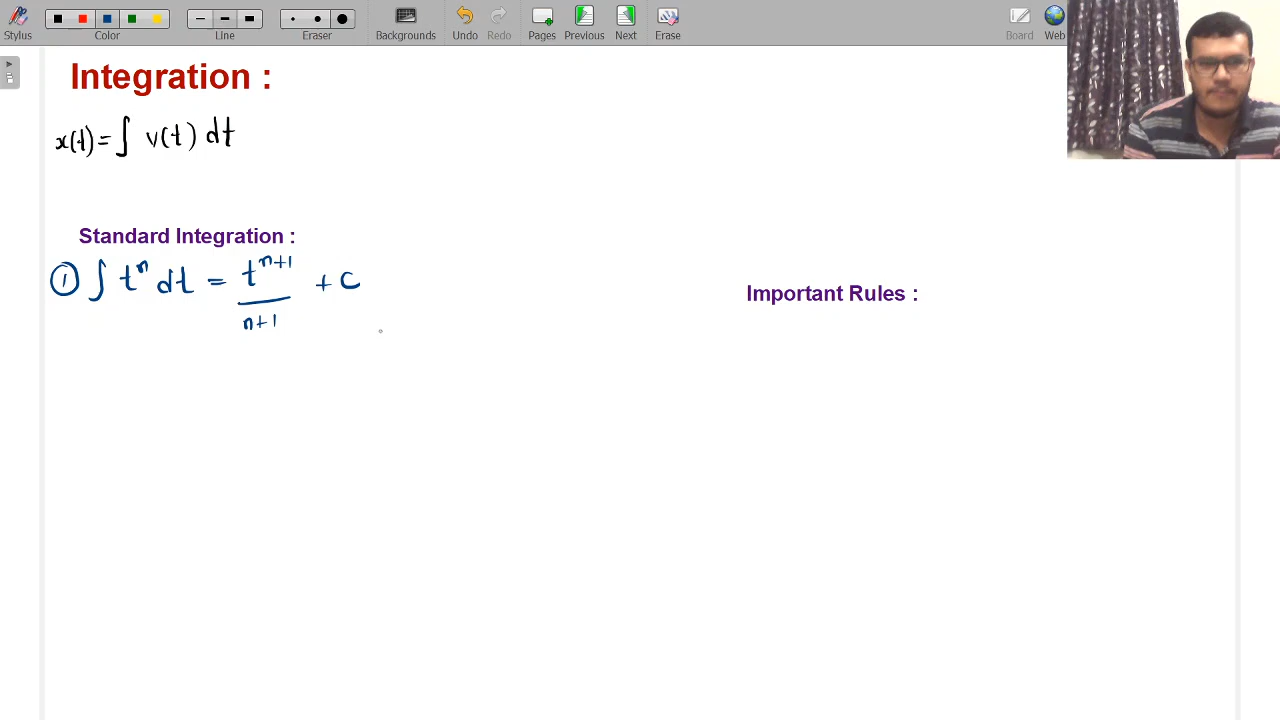 Stylus Color Line Eraser Backgrounds Undo Redo Pages Previous Next Erase Board Web
Integration :
x(t) = ∫ v(t) dt
Standard Integration :
① ∫ tⁿ dt = tⁿ⁺¹ / n+1 + c
Important Rules :